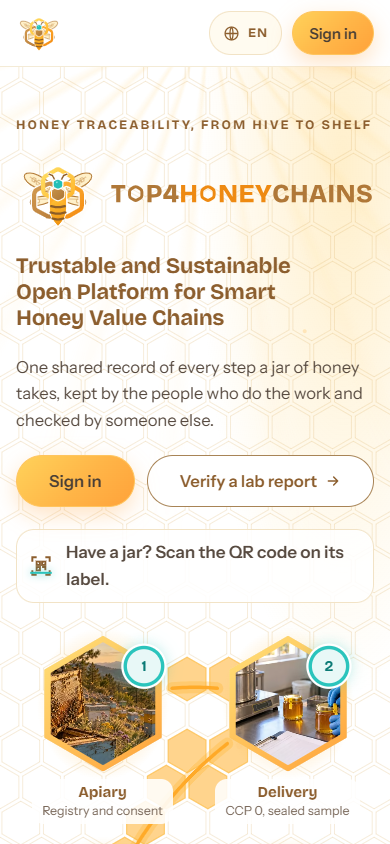 EN
Sign in
HONEY TRACEABILITY, FROM HIVE TO SHELF
TOP4HONEYCHAINS
Trustable and Sustainable
Open Platform for Smart
Honey Value Chains
One shared record of every step a jar of honey
takes, kept by the people who do the work and
checked by someone else.
Sign in
Verify a lab report →
Have a jar? Scan the QR code on its
label.
1
2
Apiary
Delivery
Registry and consent
CCP 0, sealed sample